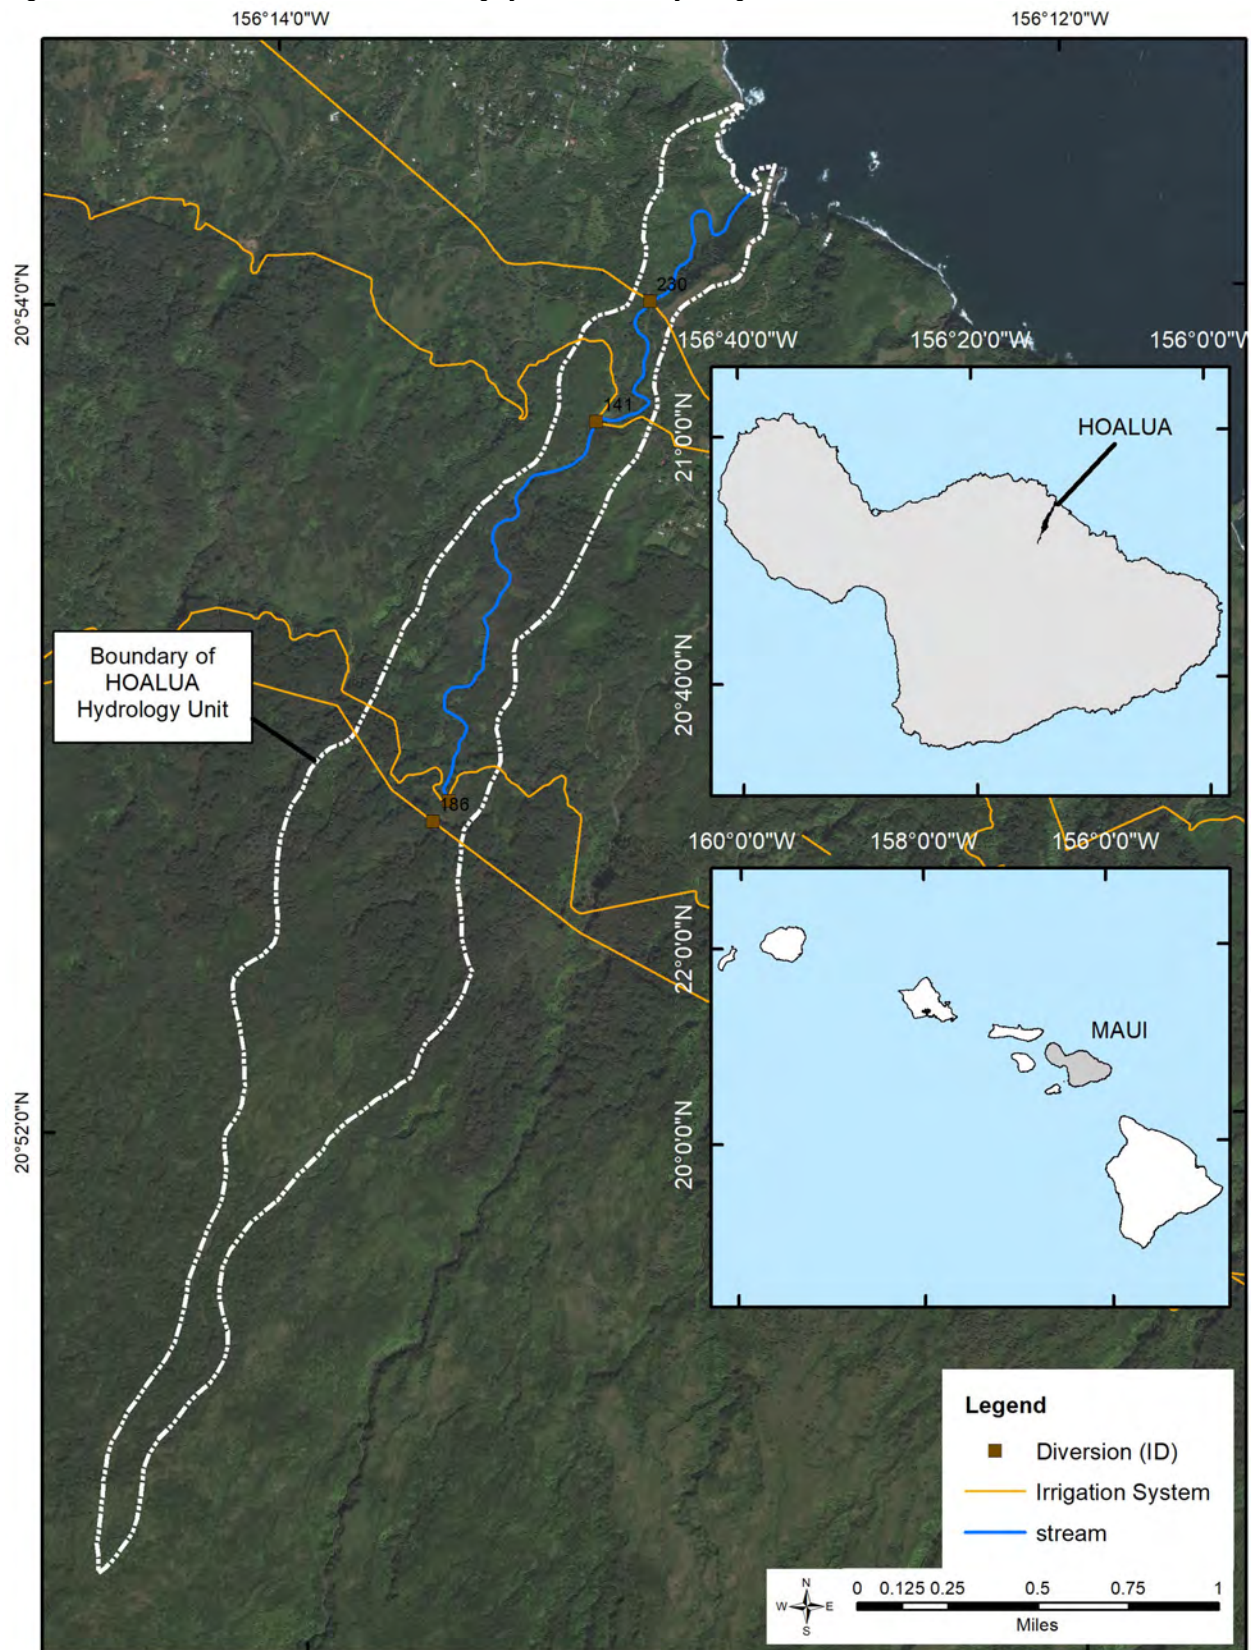 156°14'0"W
156°12'0"W
20°54'0"N
20°52'0"N
230
141
186
Boundary of
HOALUA
Hydrology Unit
156°40'0"W
156°20'0"W
156°0'0"W
21°0'0"N
20°40'0"N
HOALUA
160°0'0"W
158°0'0"W
156°0'0"W
22°0'0"N
20°0'0"N
MAUI
Legend
Diversion (ID)
Irrigation System
stream
N
W
E
S
0 0.125 0.25 0.5 0.75 1
Miles